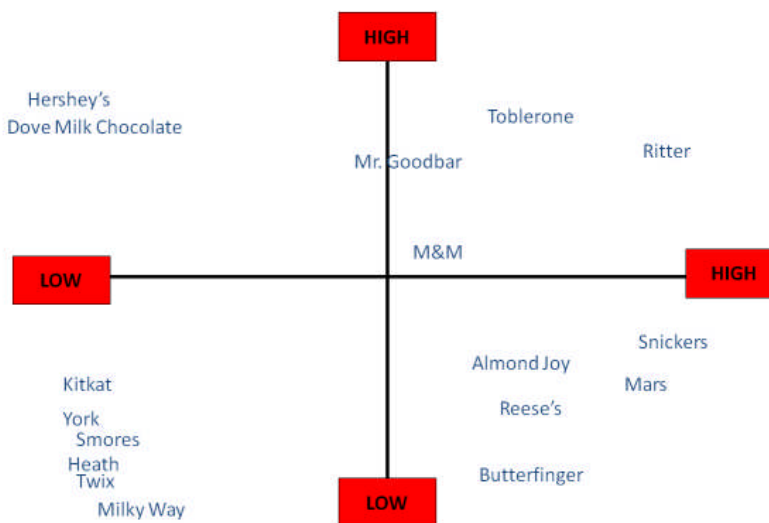 HIGH
Hershey's
Dove Milk Chocolate
Toblerone
Mr. Goodbar
Ritter
M&M
LOW
HIGH
Snickers
Almond Joy
Kitkat
Mars
Reese's
York
Smores
Heath
Butterfinger
Twix
LOW
Milky Way